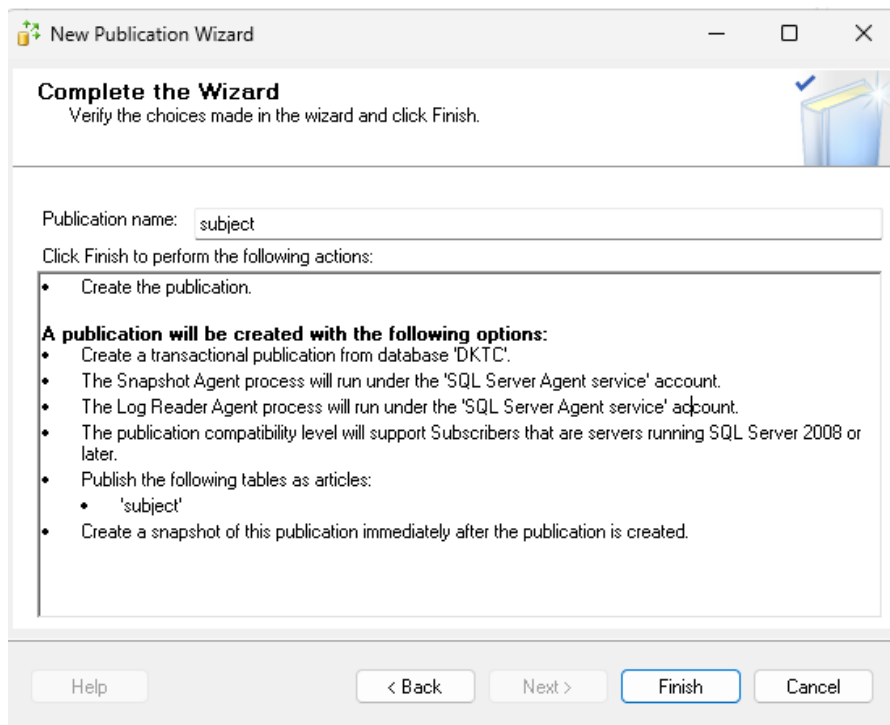 New Publication Wizard
Complete the Wizard
Verify the choices made in the wizard and click Finish.
Publication name: subject
Click Finish to perform the following actions:
• Create the publication.
A publication will be created with the following options:
• Create a transactional publication from database 'DKTC'.
• The Snapshot Agent process will run under the 'SQL Server Agent service' account.
• The Log Reader Agent process will run under the 'SQL Server Agent service' account.
• The publication compatibility level will support Subscribers that are servers running SQL Server 2008 or
later.
• Publish the following tables as articles:
• 'subject'
• Create a snapshot of this publication immediately after the publication is created.
Help < Back Next > Finish Cancel